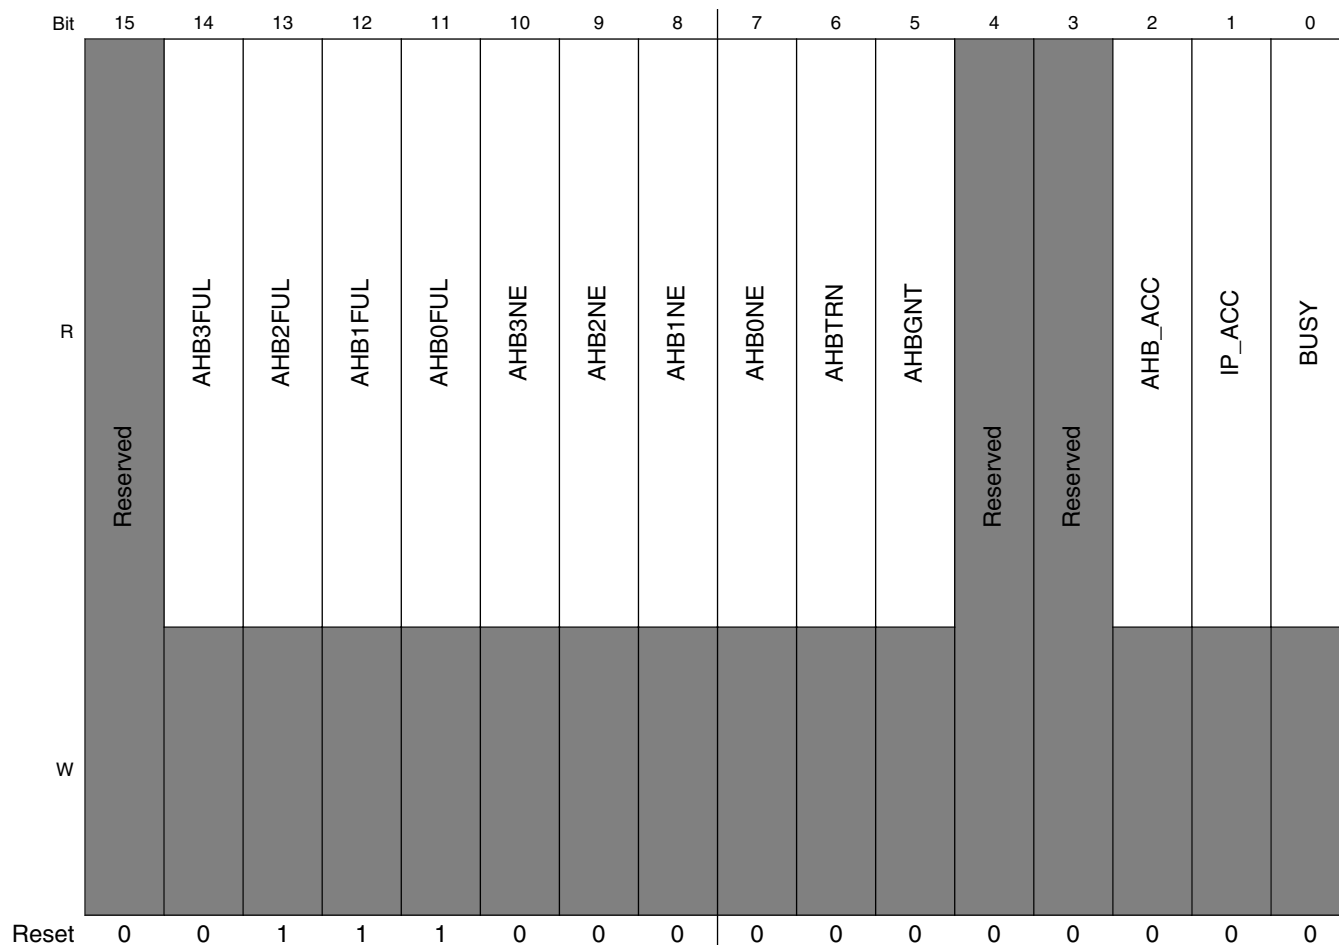 Bit 15 14 13 12 11 10 9 8 7 6 5 4 3 2 1 0
R Reserved AHB3FUL AHB2FUL AHB1FUL AHB0FUL AHB3NE AHB2NE AHB1NE AHB0NE AHBTRN AHBGNT Reserved Reserved AHB_ACC IP_ACC BUSY
W
Reset 0 0 1 1 1 0 0 0 0 0 0 0 0 0 0 0